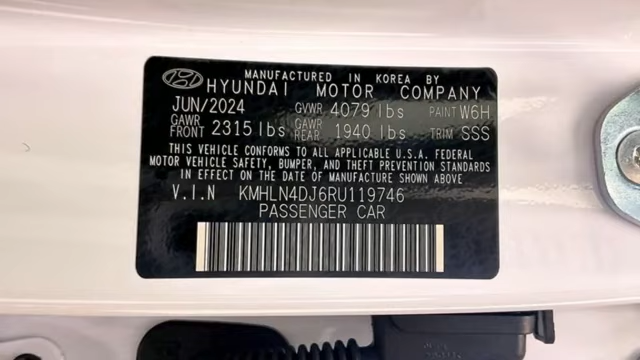 MANUFACTURED IN KOREA BY
HYUNDAI MOTOR COMPANY
JUN/2024 GVWR 4079 lbs PAINT W6H
GAWR FRONT 2315 lbs GAWR REAR 1940 lbs TRIM SSS
THIS VEHICLE CONFORMS TO ALL APPLICABLE U.S.A. FEDERAL
MOTOR VEHICLE SAFETY, BUMPER, AND THEFT PREVENTION STANDARDS
IN EFFECT ON THE DATE OF MANUFACTURE SHOWN ABOVE.
V.I.N KMHLN4DJ6RU119746
PASSENGER CAR